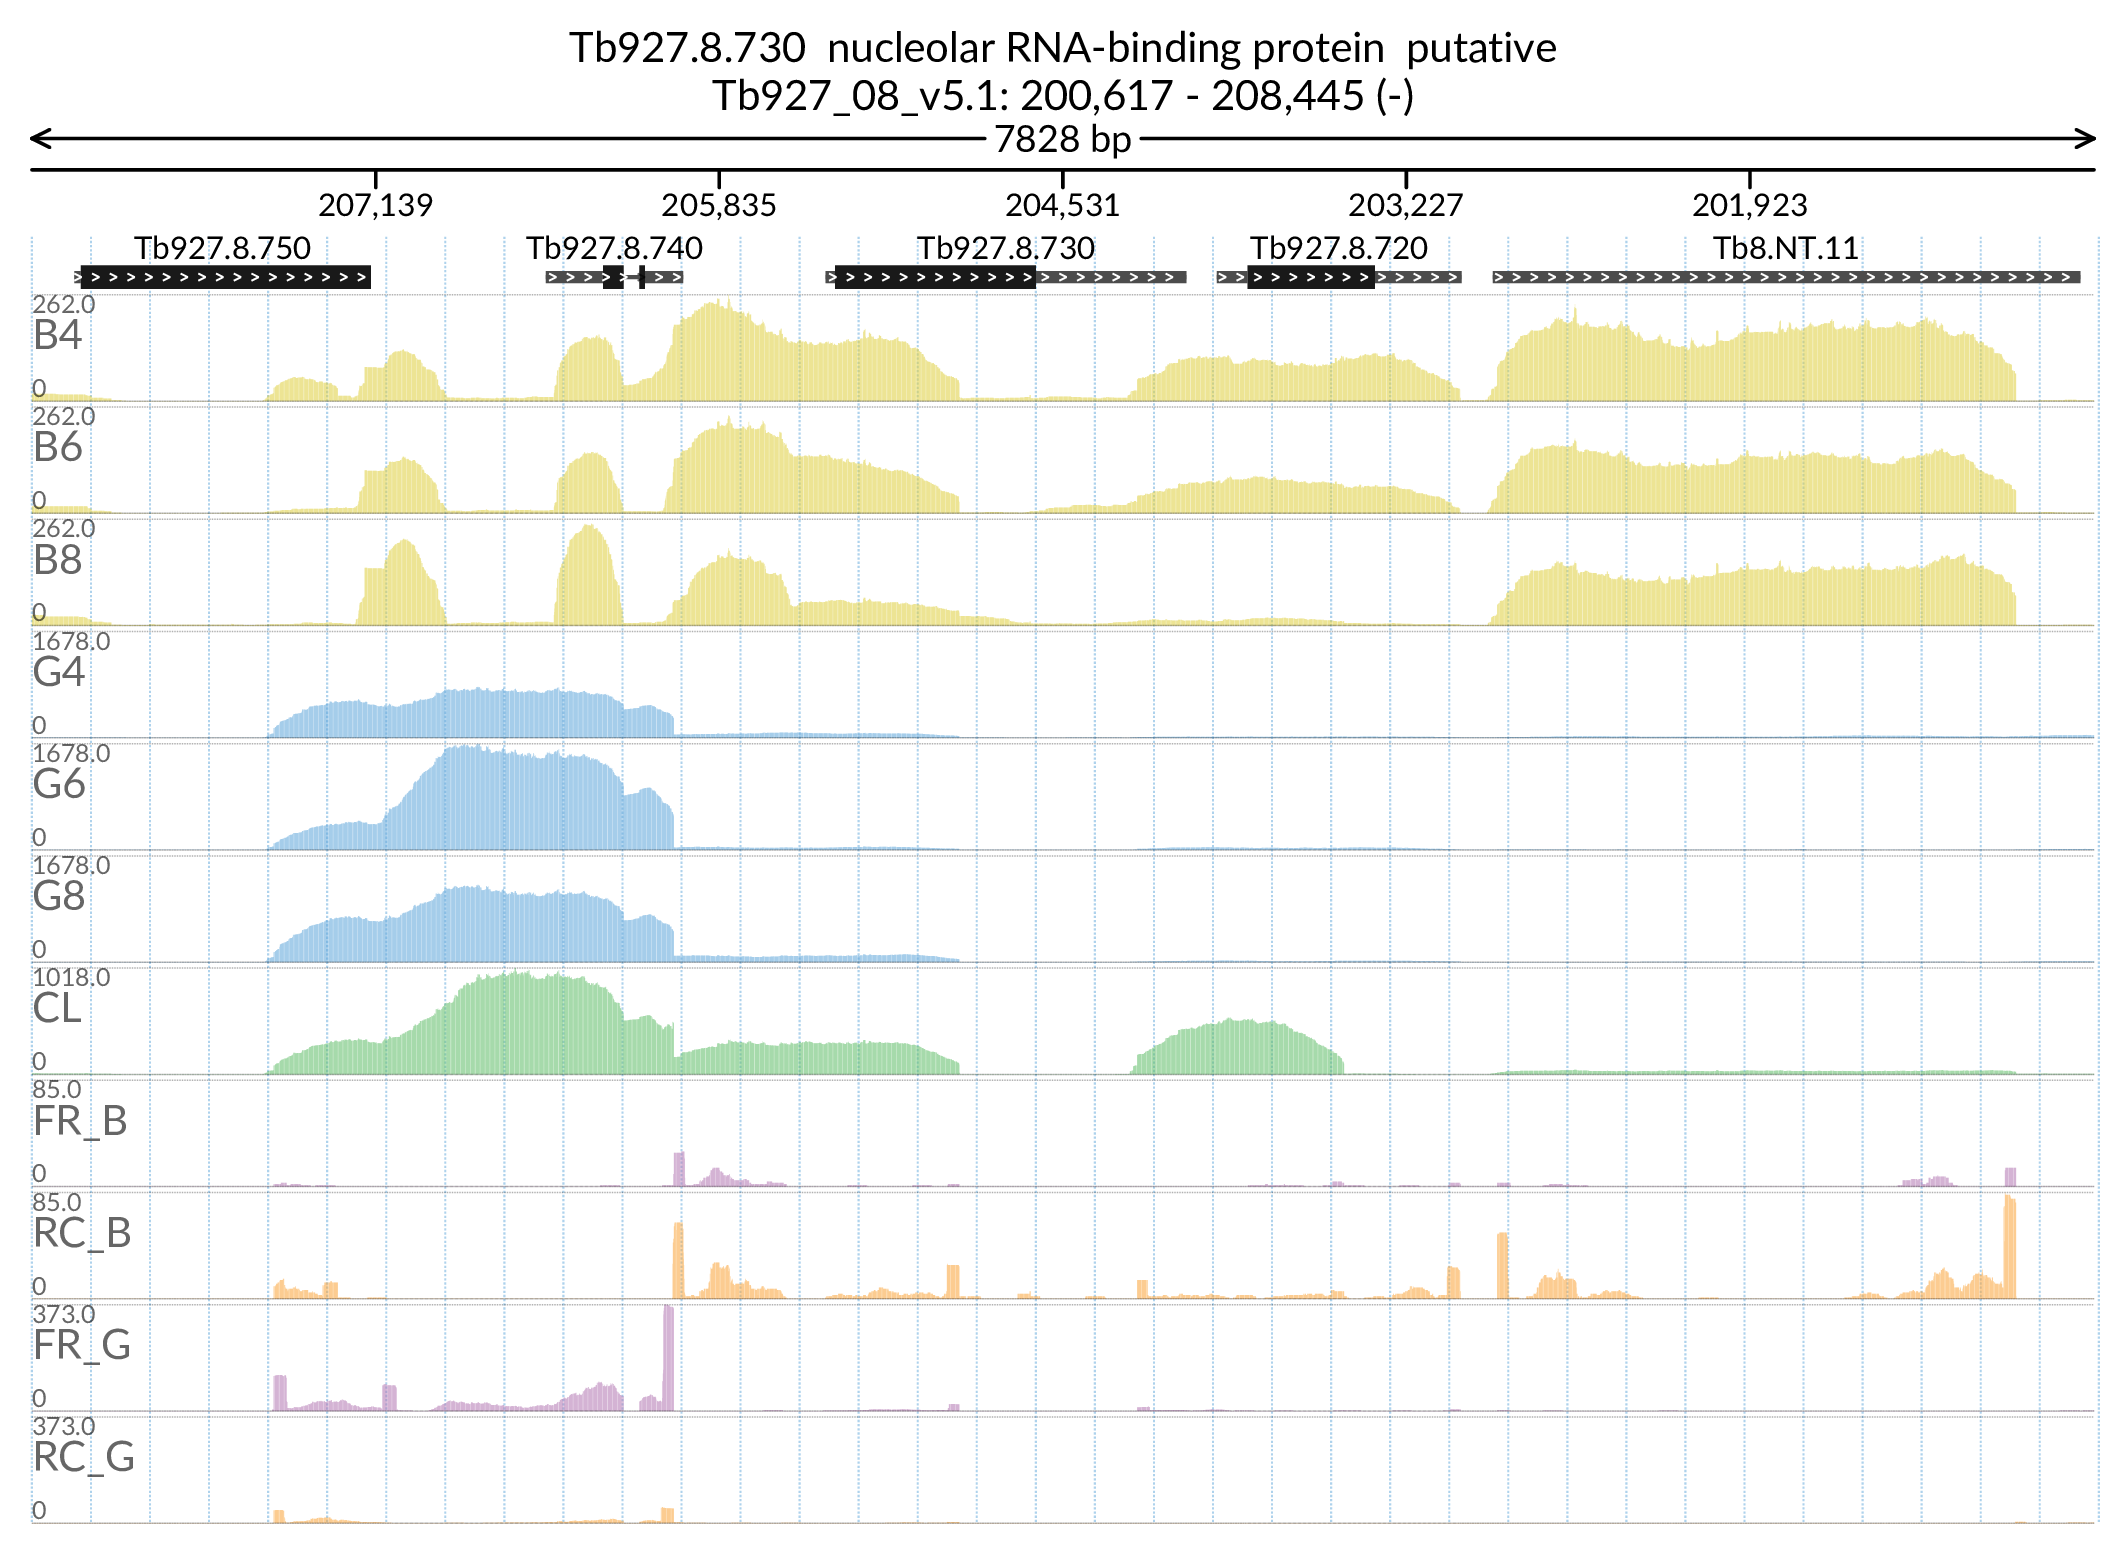 Tb927.8.730 nucleolar RNA-binding protein putative
Tb927_08_v5.1: 200,617 - 208,445 (-)
7828 bp
207,139 205,835 204,531 203,227 201,923
Tb927.8.750 Tb927.8.740 Tb927.8.730 Tb927.8.720 Tb8.NT.11
262.0
B4
0
262.0
B6
0
262.0
B8
0
1678.0
G4
0
1678.0
G6
0
1678.0
G8
0
1018.0
CL
0
85.0
FR_B
0
85.0
RC_B
0
373.0
FR_G
0
373.0
RC_G
0